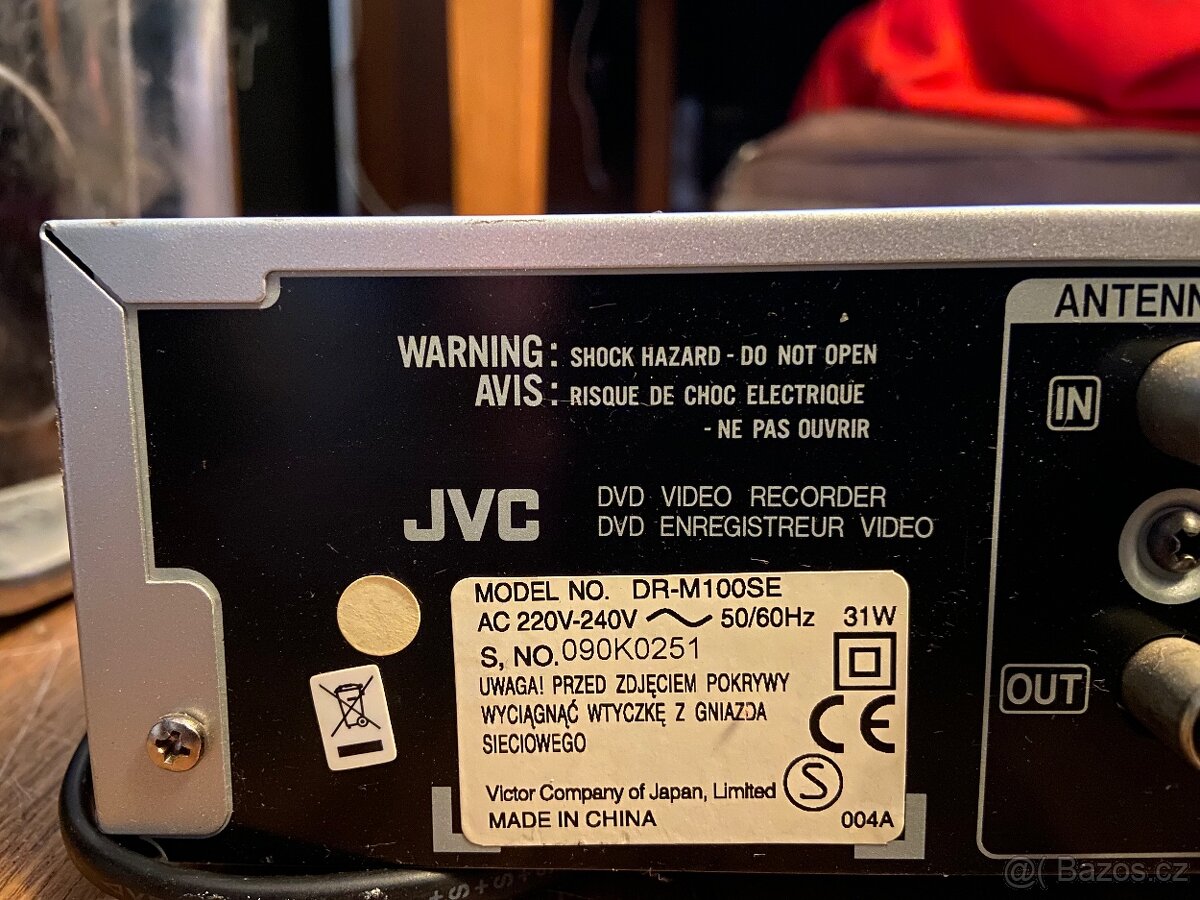 WARNING: SHOCK HAZARD - DO NOT OPEN
AVIS: RISQUE DE CHOC ELECTRIQUE
- NE PAS OUVRIR
JVC
DVD VIDEO RECORDER
DVD ENREGISTREUR VIDEO
MODEL NO. DR-M100SE
AC 220V-240V 50/60Hz 31W
S, NO. 090K0251
UWAGA! PRZED ZDJĘCIEM POKRYWY
WYCIĄGNĄĆ WTYCZKĘ Z GNIAZDA
SIECIOWEGO
CE
S
Victor Company of Japan, Limited
MADE IN CHINA
004A
ANTENN
IN
OUT
@( Bazos.cz